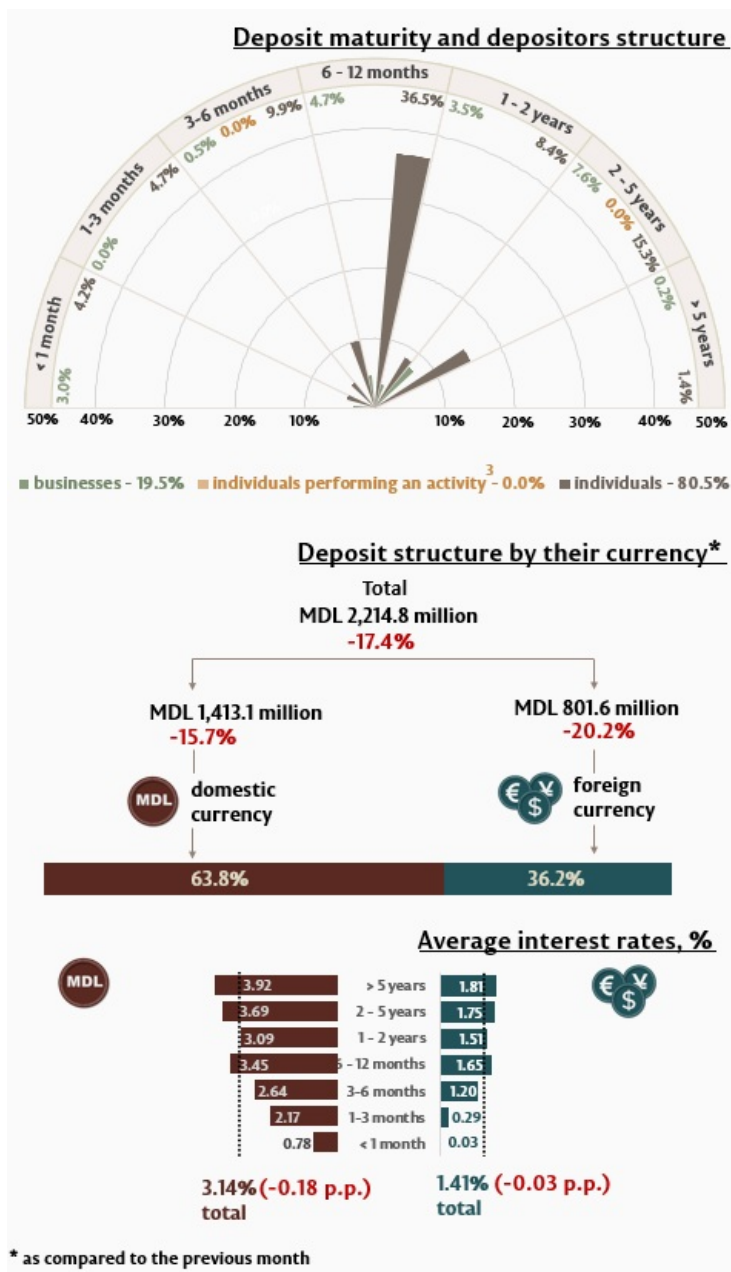 Deposit maturity and depositors structure
6 - 12 months
3-6 months
1 - 2 years
1-3 months
2 - 5 years
< 1 month
> 5 years
3.0%
4.2%
0.0%
4.7%
0.5%
0.0%
9.9%
4.7%
36.5%
3.5%
8.4%
7.6%
0.0%
15.3%
0.2%
1.4%
50% 40% 30% 20% 10% 10% 20% 30% 40% 50%
businesses - 19.5% individuals performing an activity 3 - 0.0% individuals - 80.5%
Deposit structure by their currency*
Total
MDL 2,214.8 million
-17.4%
MDL 1,413.1 million
-15.7%
MDL 801.6 million
-20.2%
MDL
domestic
currency
€ ¥ $
foreign
currency
63.8% 36.2%
Average interest rates, %
MDL
€ ¥ $
3.92 > 5 years 1.81
3.69 2 - 5 years 1.75
3.09 1 - 2 years 1.51
3.45 6 - 12 months 1.65
2.64 3-6 months 1.20
2.17 1-3 months 0.29
0.78 < 1 month 0.03
3.14% (-0.18 p.p.)
total
1.41% (-0.03 p.p.)
total
* as compared to the previous month